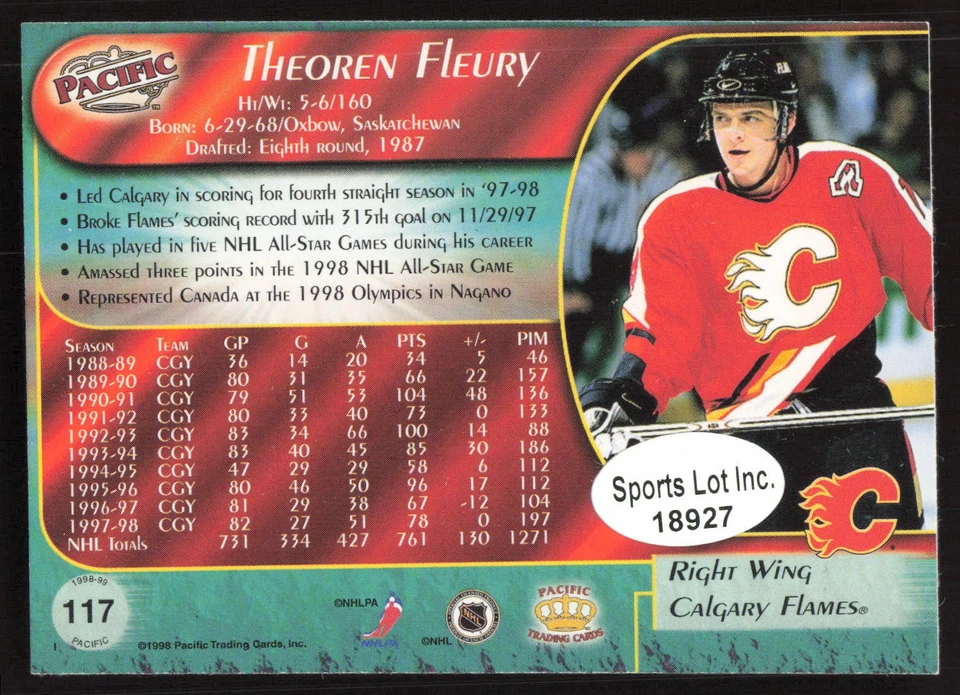 PACIFIC
Theoren Fleury
Ht/Wt: 5-6/160
Born: 6-29-68/Oxbow, Saskatchewan
Drafted: Eighth round, 1987
• Led Calgary in scoring for fourth straight season in '97-98
• Broke Flames' scoring record with 315th goal on 11/29/97
• Has played in five NHL All-Star Games during his career
• Amassed three points in the 1998 NHL All-Star Game
• Represented Canada at the 1998 Olympics in Nagano
Season Team GP G A PTS +/- PIM
1988-89 CGY 36 14 20 34 5 46
1989-90 CGY 80 31 35 66 22 157
1990-91 CGY 79 51 53 104 48 136
1991-92 CGY 80 33 40 73 0 133
1992-93 CGY 83 34 66 100 14 88
1993-94 CGY 83 40 45 85 30 186
1994-95 CGY 47 29 29 58 6 112
1995-96 CGY 80 46 50 96 17 112
1996-97 CGY 81 29 38 67 -12 104
1997-98 CGY 82 27 51 78 0 197
NHL Totals 731 334 427 761 130 1271
A
C
Sports Lot Inc.
18927
C
Right Wing
Calgary Flames®
1998-99
117
PACIFIC
©1998 Pacific Trading Cards, Inc.
©NHLPA
NHLPA
©NHL
NHL
PACIFIC
TRADING CARDS